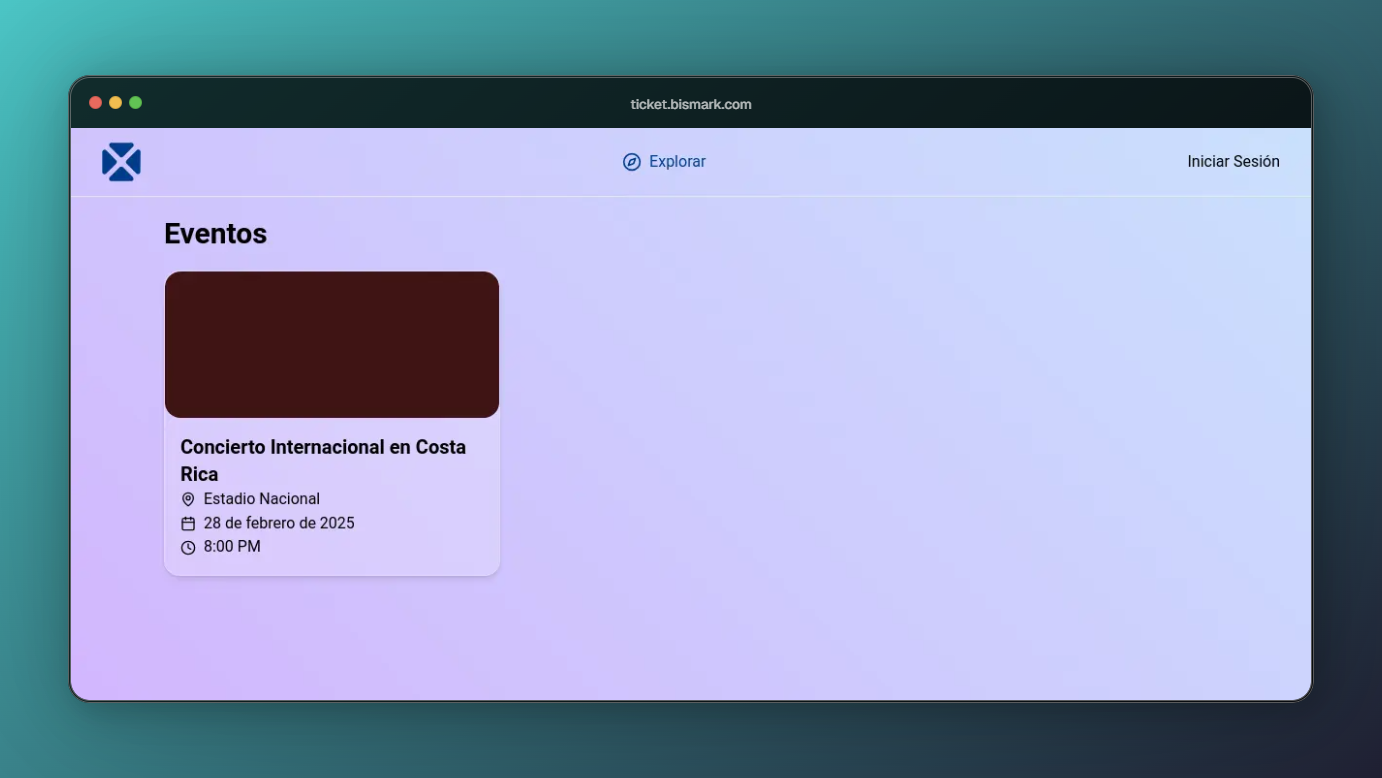 ticket.bismark.com
Explorar
Iniciar Sesión
Eventos
Concierto Internacional en Costa
Rica
Estadio Nacional
28 de febrero de 2025
8:00 PM